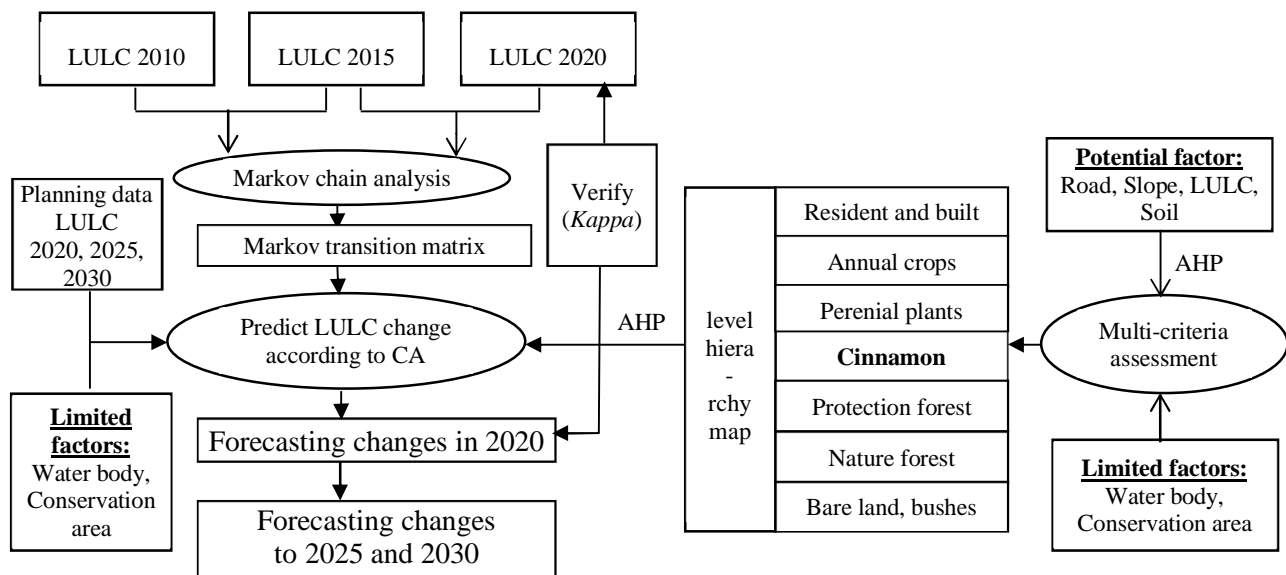 LULC 2010
LULC 2015
LULC 2020
Markov chain analysis
Planning data
LULC
2020, 2025,
2030
Markov transition matrix
Verify
(Kappa)
Predict LULC change
according to CA
AHP
Limited
factors:
Water body,
Conservation
area
Forecasting changes in 2020
Forecasting changes
to 2025 and 2030
level
hiera
-
rchy
map
Resident and built
Annual crops
Perenial plants
Cinnamon
Protection forest
Nature forest
Bare land, bushes
Potential factor:
Road, Slope, LULC,
Soil
AHP
Multi-criteria
assessment
Limited factors:
Water body,
Conservation area